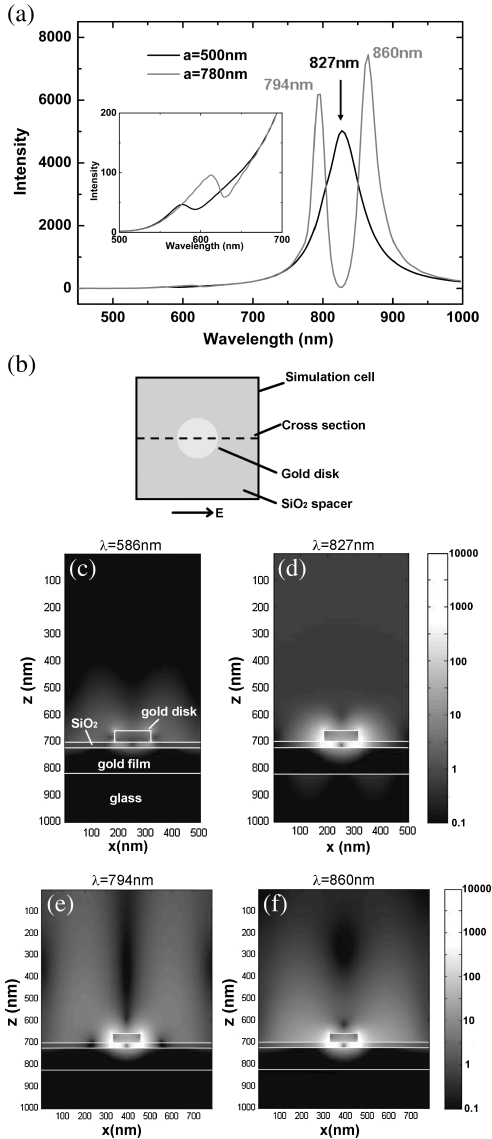 (a)
8000
6000
4000
2000
0
Intensity
a=500nm
a=780nm
794nm
827nm
860nm
200
100
0
Intensity
500 600 700
Wavelength (nm)
500 600 700 800 900 1000
Wavelength (nm)
(b)
Simulation cell
Cross section
Gold disk
SiO₂ spacer
E
λ=586nm
(c)
100
200
300
400
500
600
700
800
900
1000
z (nm)
SiO₂
gold disk
gold film
glass
100 200 300 400 500
x(nm)
λ=827nm
(d)
100
200
300
400
500
600
700
800
900
1000
z (nm)
100 200 300 400 500
x (nm)
10000
1000
100
10
1
0.1
λ=794nm
(e)
100
200
300
400
500
600
700
800
900
1000
z (nm)
100 200 300 400 500 600 700
x(nm)
λ=860nm
(f)
100
200
300
400
500
600
700
800
900
1000
z (nm)
100 200 300 400 500 600 700
x(nm)
10000
1000
100
10
1
0.1